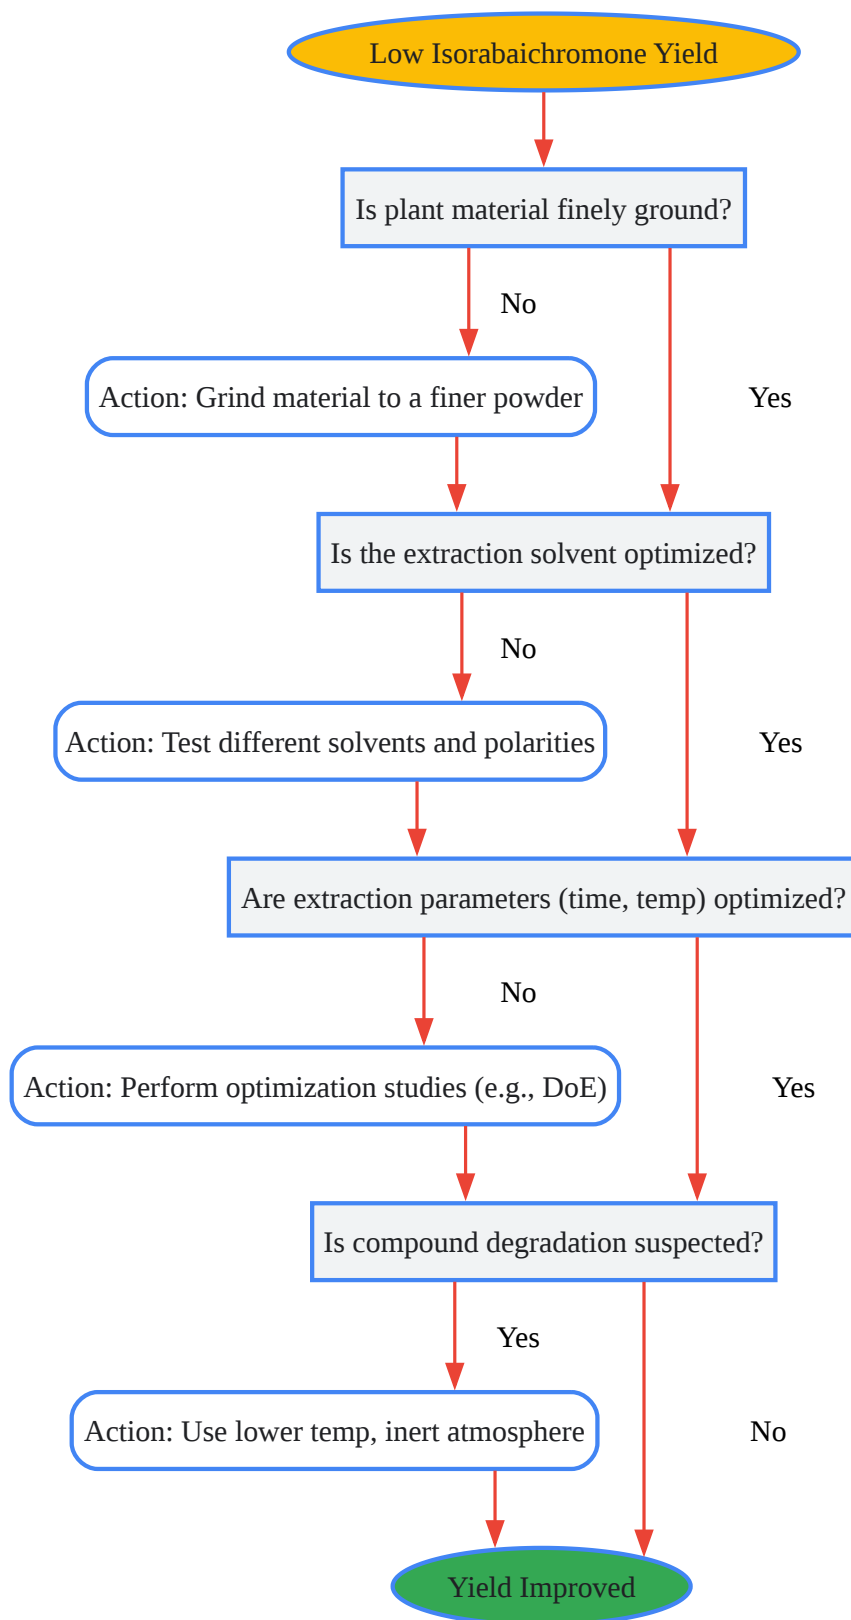 Low Isorabaichromone Yield
Is plant material finely ground?
No
Action: Grind material to a finer powder
Yes
Is the extraction solvent optimized?
No
Action: Test different solvents and polarities
Yes
Are extraction parameters (time, temp) optimized?
No
Action: Perform optimization studies (e.g., DoE)
Yes
Is compound degradation suspected?
Yes
Action: Use lower temp, inert atmosphere
No
Yield Improved